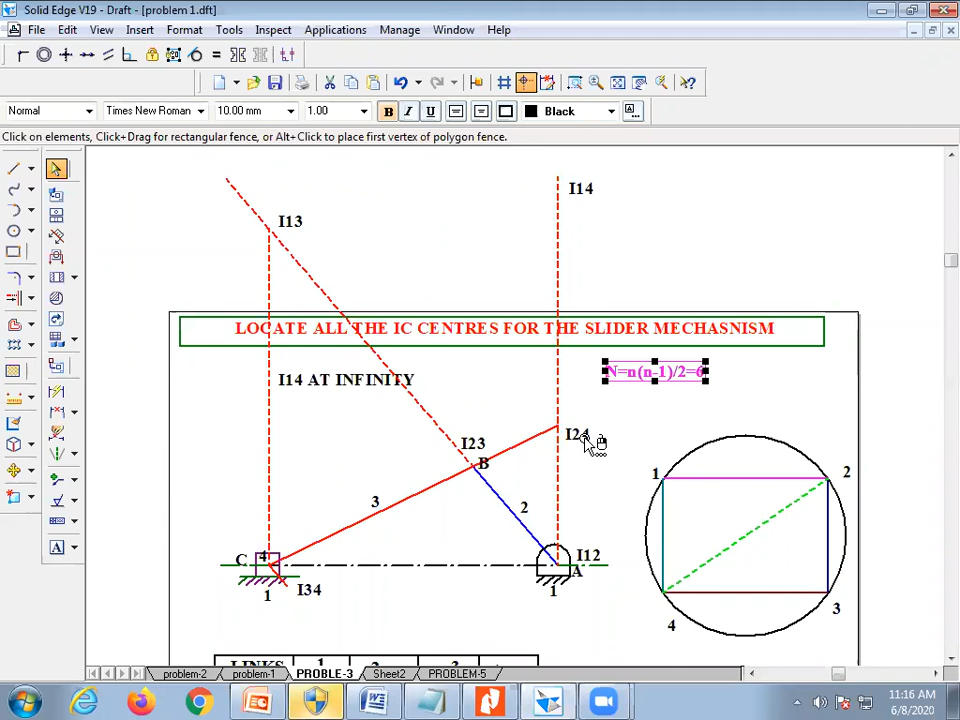 Solid Edge V19 - Draft - [problem 1.dft]
File Edit View Insert Format Tools Inspect Applications Manage Window Help
Normal Times New Roman 10.00 mm 1.00 B I U Black
Click on elements, Click+Drag for rectangular fence, or Alt+Click to place first vertex of polygon fence.
I14
I13
LOCATE ALL THE IC CENTRES FOR THE SLIDER MECHASNISM
N=n(n-1)/2=6
I14 AT INFINITY
I24
I23
B
1
2
3
2
C
4
I12
A
I34
1
1
3
4
LINKS 1 3
problem-2 problem-1 PROBLE-3 Sheet2 PROBLEM-5
11:16 AM
6/8/2020